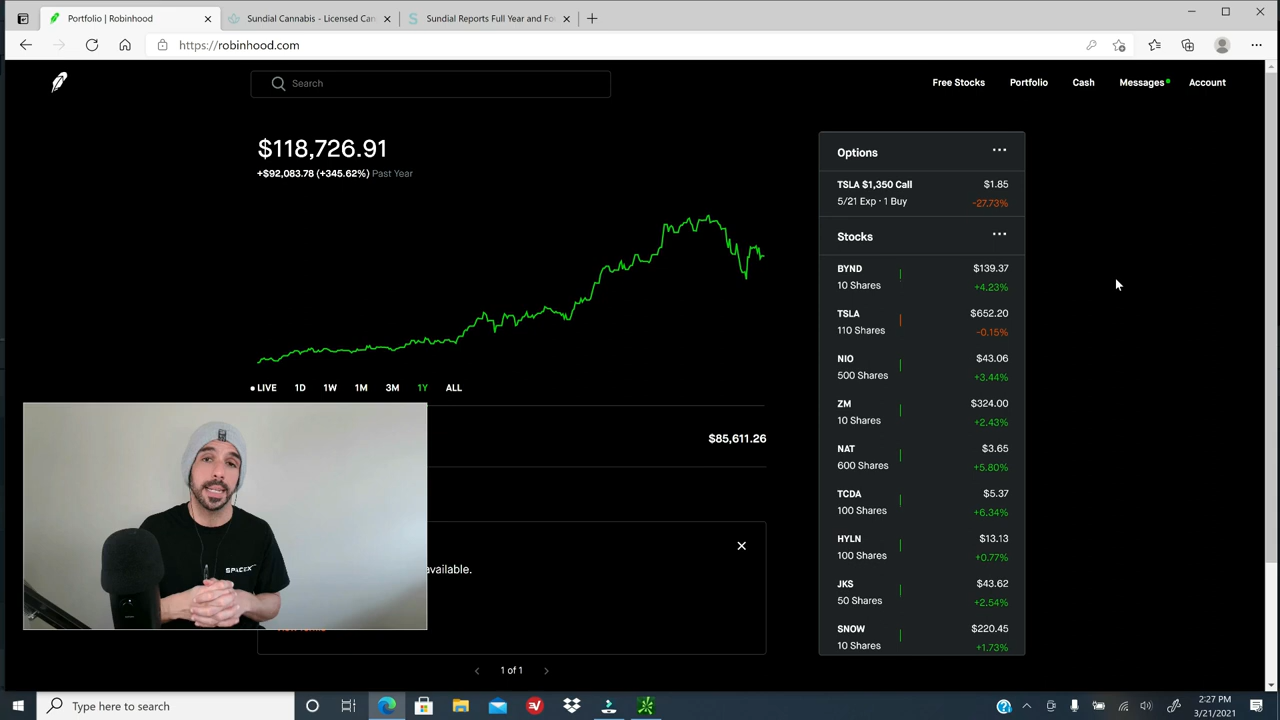 Portfolio | Robinhood
Sundial Cannabis - Licensed Can
Sundial Reports Full Year and Fo
https://robinhood.com
Search
Free Stocks
Portfolio
Cash
Messages
Account
$118,726.91
+$92,083.78 (+345.62%) Past Year
LIVE 1D 1W 1M 3M 1Y ALL
$85,611.26
available.
1 of 1
Options
TSLA $1,350 Call $1.85
5/21 Exp · 1 Buy -27.73%
Stocks
BYND $139.37
10 Shares +4.23%
TSLA $652.20
110 Shares -0.15%
NIO $43.06
500 Shares +3.44%
ZM $324.00
10 Shares +2.43%
NAT $3.65
600 Shares +5.80%
TCDA $5.37
100 Shares +6.34%
HYLN $13.13
100 Shares +0.77%
JKS $43.62
50 Shares +2.54%
SNOW $220.45
10 Shares +1.73%
SPACEX
Type here to search
2:27 PM
3/21/2021